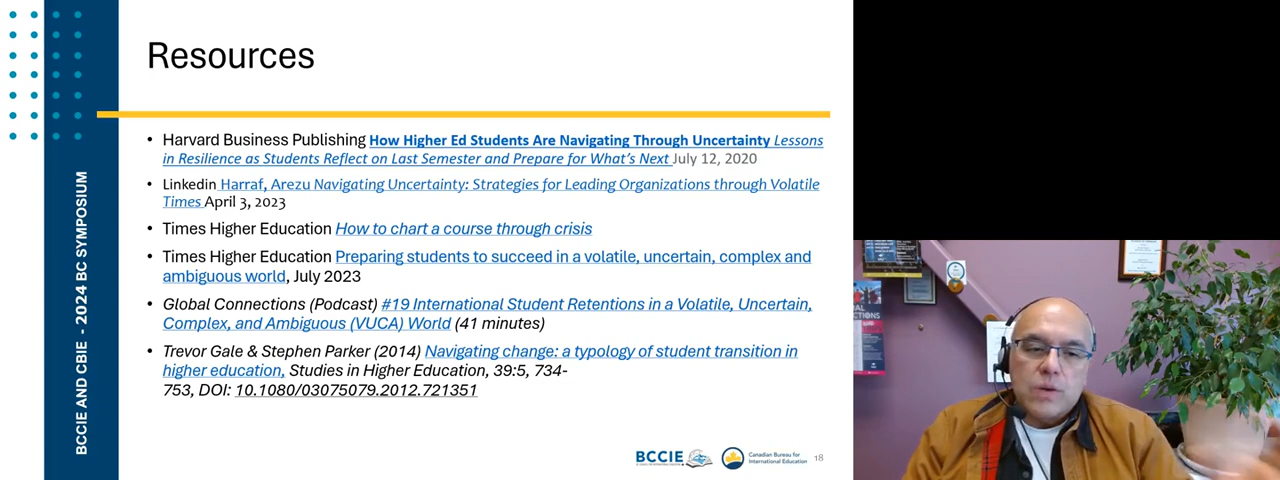 Resources
• Harvard Business Publishing How Higher Ed Students Are Navigating Through Uncertainty Lessons
in Resilience as Students Reflect on Last Semester and Prepare for What's Next July 12, 2020
• Linkedin Harraf, Arezu Navigating Uncertainty: Strategies for Leading Organizations through Volatile
Times April 3, 2023
• Times Higher Education How to chart a course through crisis
• Times Higher Education Preparing students to succeed in a volatile, uncertain, complex and
ambiguous world, July 2023
• Global Connections (Podcast) #19 International Student Retentions in a Volatile, Uncertain,
Complex, and Ambiguous (VUCA) World (41 minutes)
• Trevor Gale & Stephen Parker (2014) Navigating change: a typology of student transition in
higher education, Studies in Higher Education, 39:5, 734-
753, DOI: 10.1080/03075079.2012.721351
BCCIE AND CBIE - 2024 BC SYMPOSIUM
BCCIE
Canadian Bureau for
International Education
18